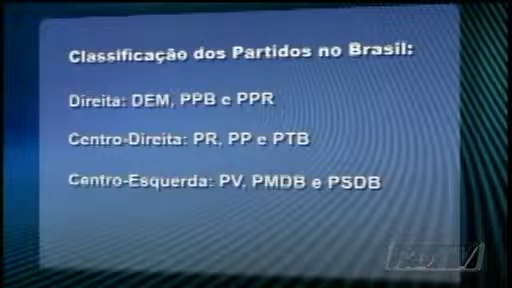 Classificação dos Partidos no Brasil:
Direita: DEM, PPB e PPR
Centro-Direita: PR, PP e PTB
Centro-Esquerda: PV, PMDB e PSDB